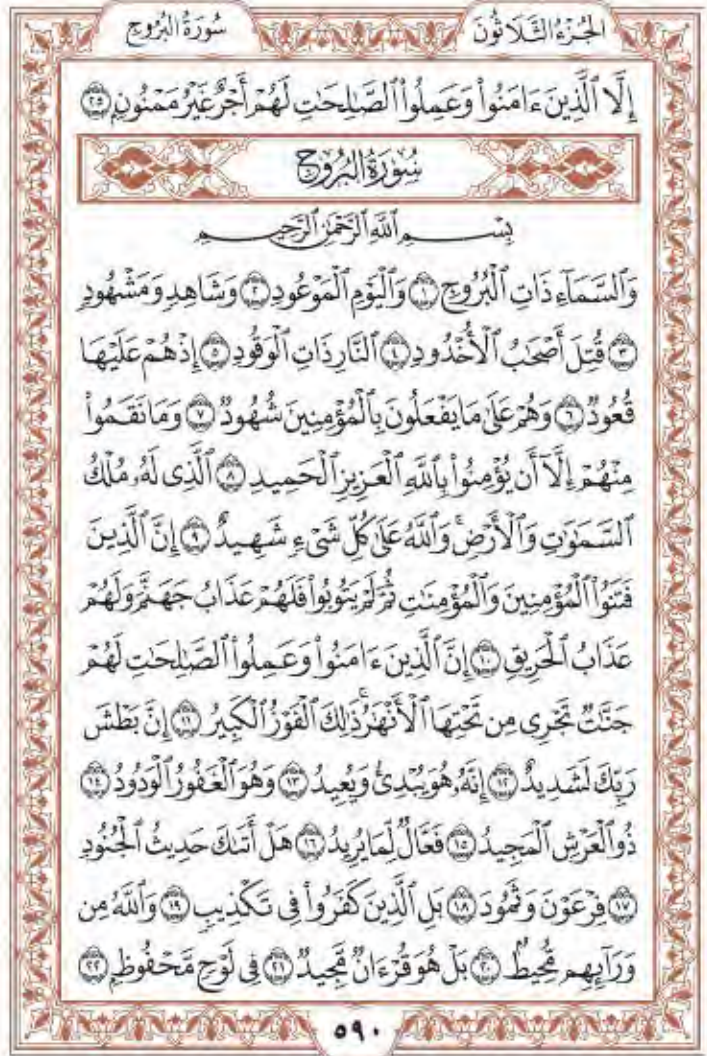 الجُزْءُ الثَّلَاثُونَ سُورَةُ البُرُوجِ
إِلَّا ٱلَّذِينَ ءَامَنُوا۟ وَعَمِلُوا۟ ٱلصَّـٰلِحَـٰتِ لَهُمْ أَجْرٌ غَيْرُ مَمْنُونٍۭ ٢٥
سُورَةُ البُرُوجِ
بِسْمِ ٱللَّهِ ٱلرَّحْمَـٰنِ ٱلرَّحِيمِ
وَٱلسَّمَآءِ ذَاتِ ٱلْبُرُوجِ ١ وَٱلْيَوْمِ ٱلْمَوْعُودِ ٢ وَشَاهِدٍ وَمَشْهُودٍ
٣ قُتِلَ أَصْحَـٰبُ ٱلْأُخْدُودِ ٤ ٱلنَّارِ ذَاتِ ٱلْوَقُودِ ٥ إِذْ هُمْ عَلَيْهَا
قُعُودٌ ٦ وَهُمْ عَلَىٰ مَا يَفْعَلُونَ بِٱلْمُؤْمِنِينَ شُهُودٌ ٧ وَمَا نَقَمُوا۟
مِنْهُمْ إِلَّآ أَن يُؤْمِنُوا۟ بِٱللَّهِ ٱلْعَزِيزِ ٱلْحَمِيدِ ٨ ٱلَّذِى لَهُۥ مُلْكُ
ٱلسَّمَـٰوَٰتِ وَٱلْأَرْضِ ۚ وَٱللَّهُ عَلَىٰ كُلِّ شَىْءٍ شَهِيدٌ ٩ إِنَّ ٱلَّذِينَ
فَتَنُوا۟ ٱلْمُؤْمِنِينَ وَٱلْمُؤْمِنَـٰتِ ثُمَّ لَمْ يَتُوبُوا۟ فَلَهُمْ عَذَابُ جَهَنَّمَ وَلَهُمْ
عَذَابُ ٱلْحَرِيقِ ١٠ إِنَّ ٱلَّذِينَ ءَامَنُوا۟ وَعَمِلُوا۟ ٱلصَّـٰلِحَـٰتِ لَهُمْ
جَنَّـٰتٌ تَجْرِى مِن تَحْتِهَا ٱلْأَنْهَـٰرُ ۚ ذَٰلِكَ ٱلْفَوْزُ ٱلْكَبِيرُ ١١ إِنَّ بَطْشَ
رَبِّكَ لَشَدِيدٌ ١٢ إِنَّهُۥ هُوَ يُبْدِئُ وَيُعِيدُ ١٣ وَهُوَ ٱلْغَفُورُ ٱلْوَدُودُ ١٤
ذُو ٱلْعَرْشِ ٱلْمَجِيدُ ١٥ فَعَّالٌ لِّمَا يُرِيدُ ١٦ هَلْ أَتَىٰكَ حَدِيثُ ٱلْجُنُودِ
١٧ فِرْعَوْنَ وَثَمُودَ ١٨ بَلِ ٱلَّذِينَ كَفَرُوا۟ فِى تَكْذِيبٍ ١٩ وَٱللَّهُ مِن
وَرَآئِهِم مُّحِيطٌۢ ٢٠ بَلْ هُوَ قُرْءَانٌ مَّجِيدٌ ٢١ فِى لَوْحٍ مَّحْفُوظٍۭ ٢٢
٥٩٠